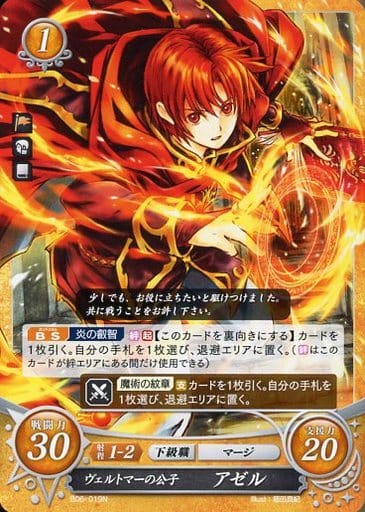 1
少しでも、お役に立ちたいと駆けつけました。
共に戦うことをお許し下さい。
BS 炎の叡智 絆 起 【このカードを裏向きにする】カードを
1枚引く。自分の手札を1枚選び、退避エリアに置く。(絆はこの
カードが絆エリアにある間だけ使用できる)
魔術の紋章 支 カードを1枚引く。自分の手札を
1枚選び、退避エリアに置く。
戦闘力
30
射程 1-2 下級職 マージ
支援力
20
ヴェルトマーの公子 アゼル
B06-019N
Illust: